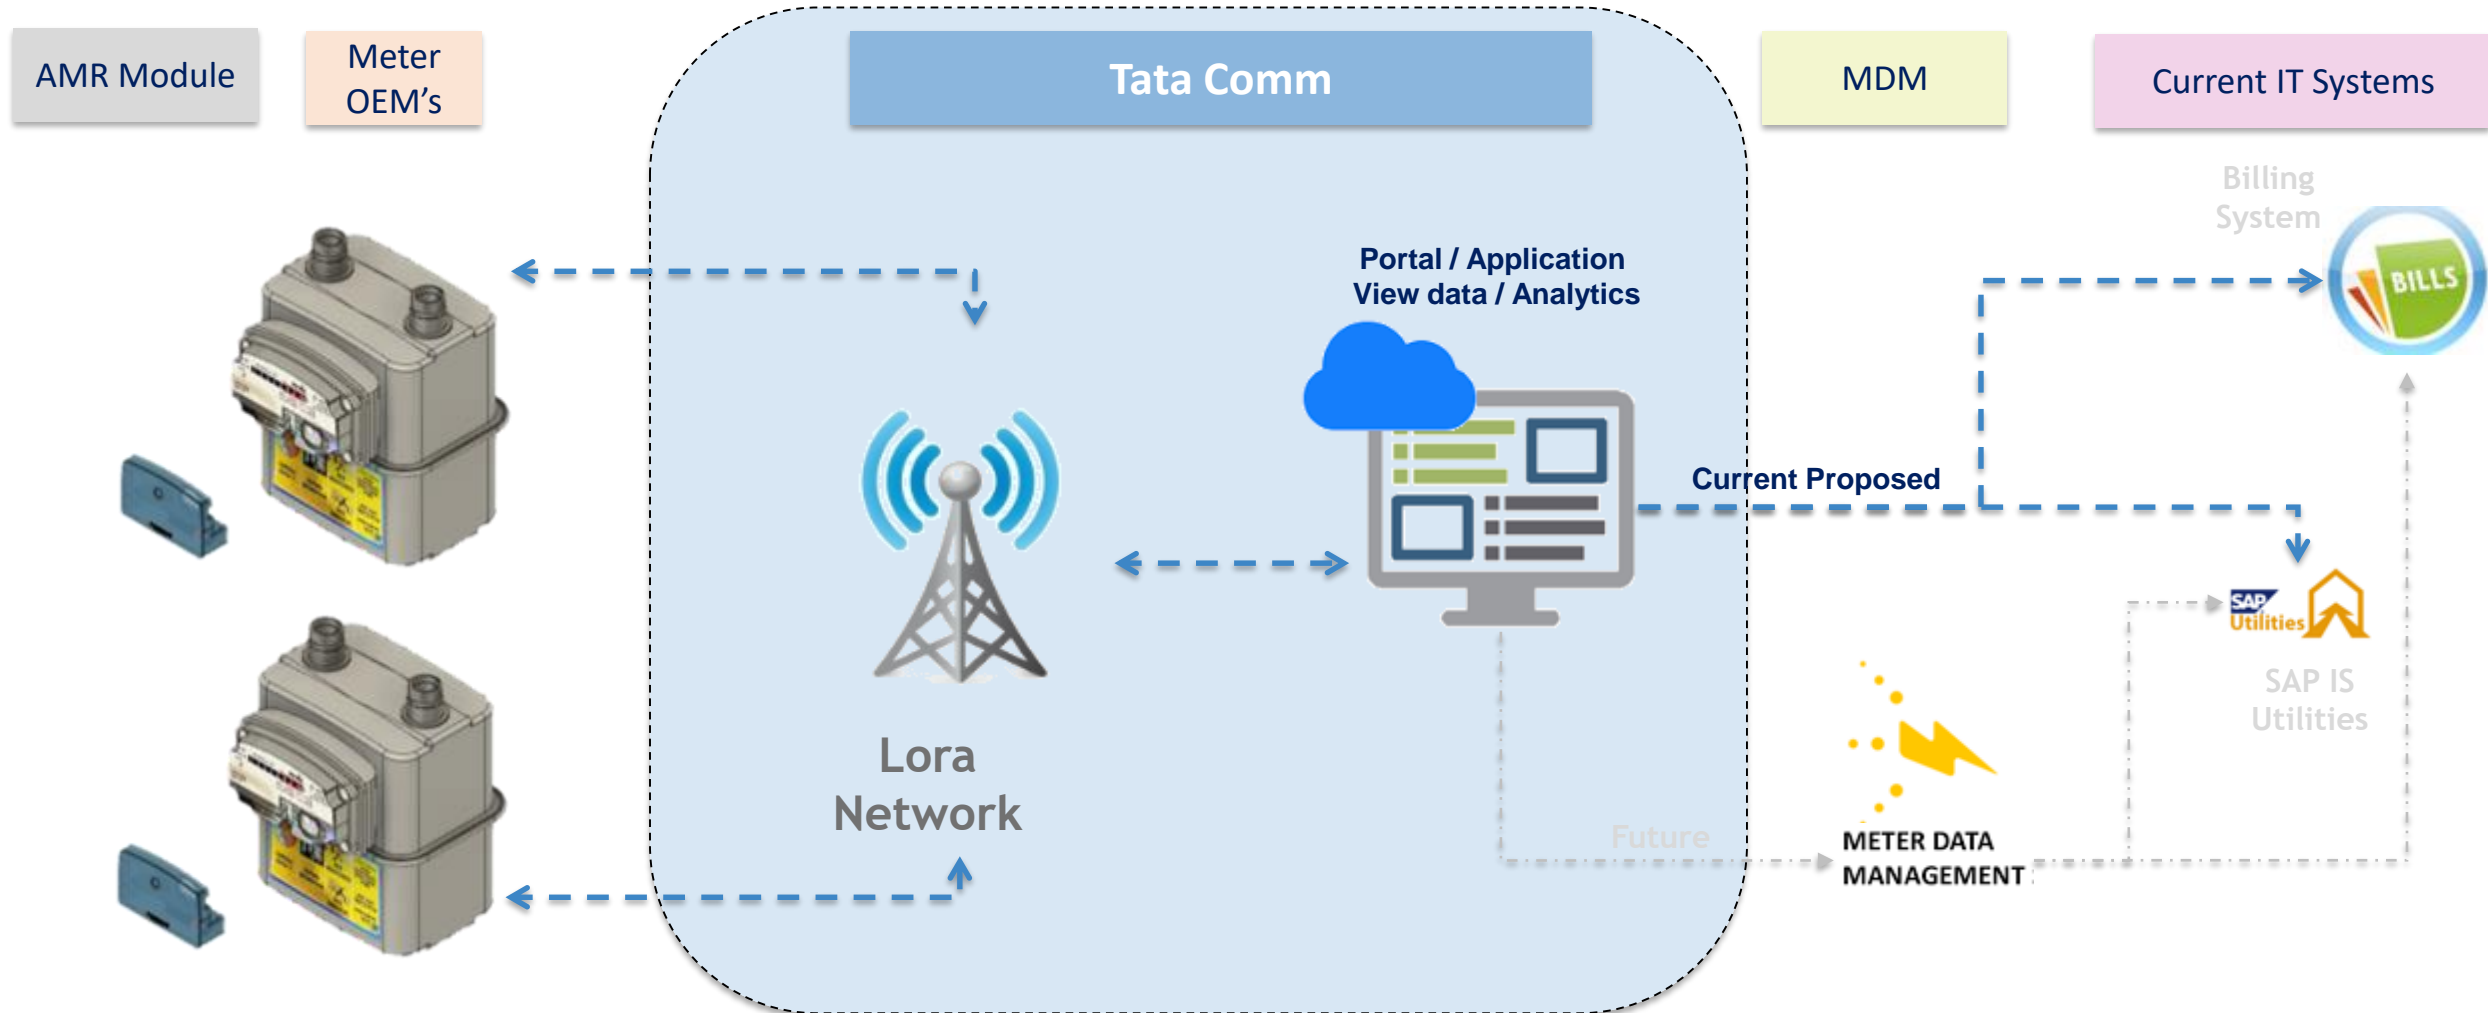 AMR Module
Meter
OEM's
Tata Comm
MDM
Current IT Systems
Billing
System
BILLS
Portal / Application
View data / Analytics
Current Proposed
SAP
Utilities
SAP IS
Utilities
Lora
Network
Future
METER DATA
MANAGEMENT